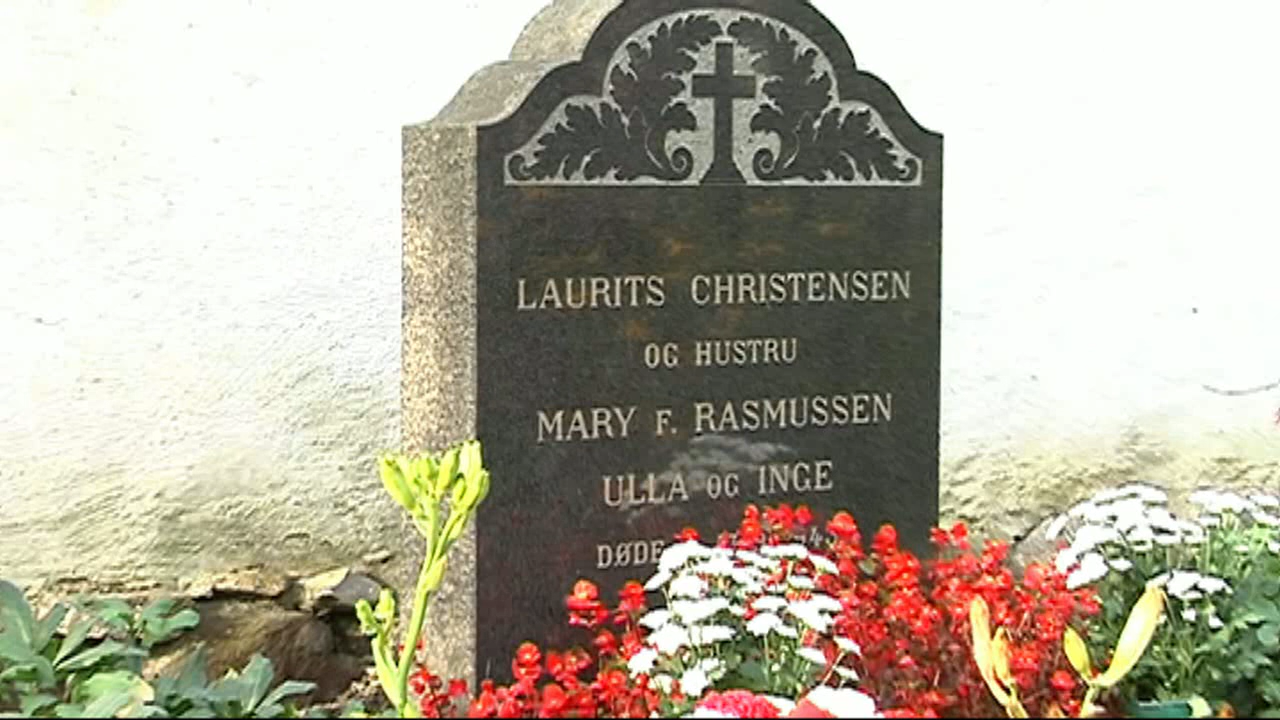 LAURITS CHRISTENSEN
OG HUSTRU
MARY F. RASMUSSEN
ULLA OG INGE
DØDE